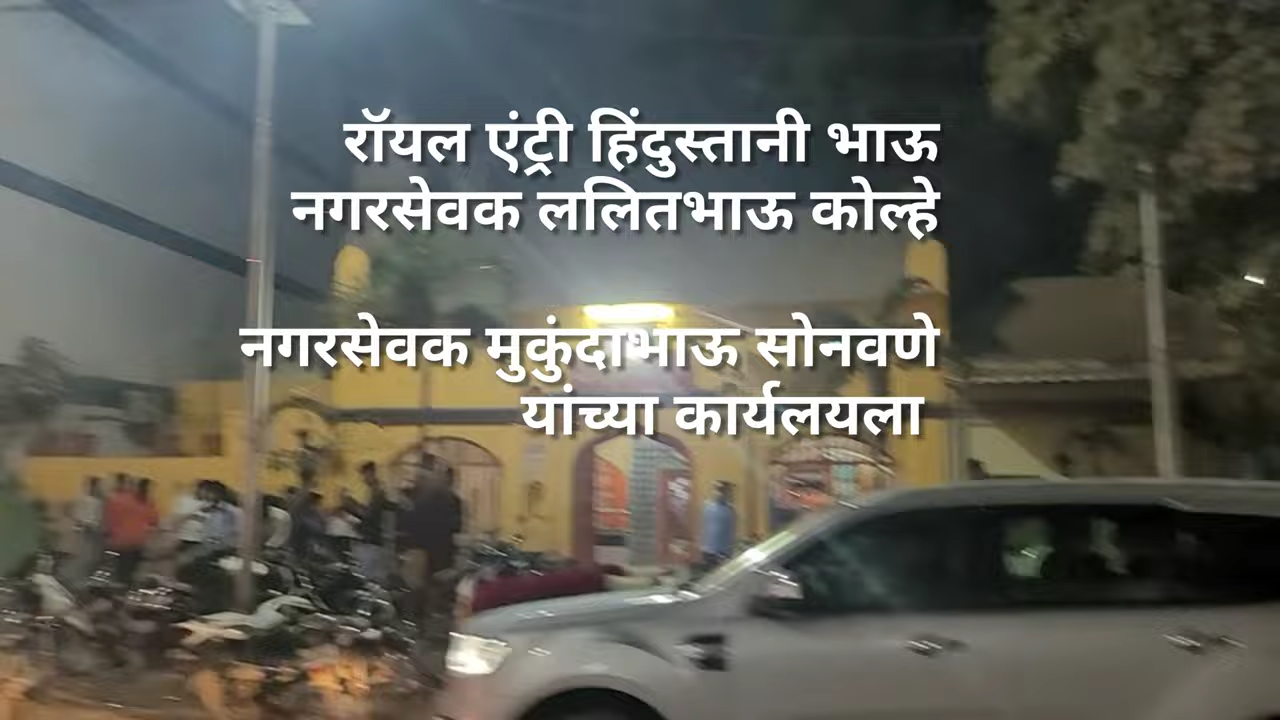 रॉयल एंट्री हिंदुस्तानी भाऊ
नगरसेवक ललितभाऊ कोल्हे
नगरसेवक मुकुंदाभाऊ सोनवणे
यांच्या कार्यलयला